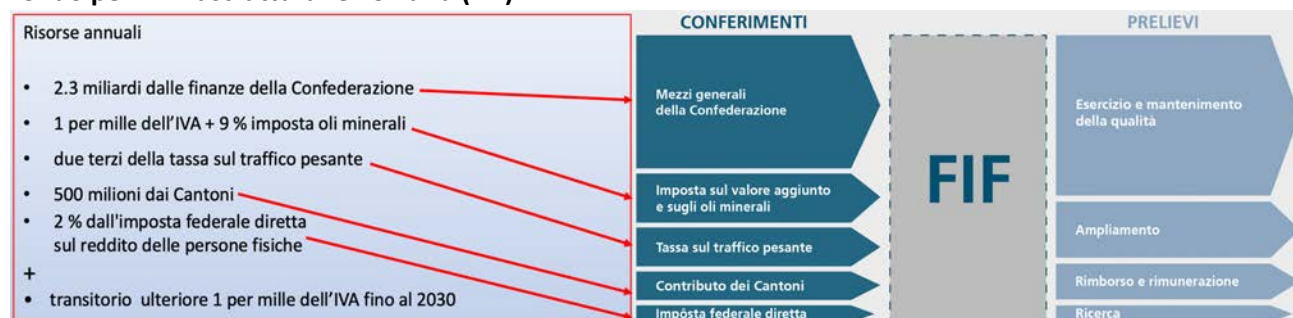 Risorse annuali
• 2.3 miliardi dalle finanze della Confederazione
• 1 per mille dell'IVA + 9 % imposta oli minerali
• due terzi della tassa sul traffico pesante
• 500 milioni dai Cantoni
• 2 % dall'imposta federale diretta
sul reddito delle persone fisiche
+
• transitorio ulteriore 1 per mille dell'IVA fino al 2030
CONFERIMENTI
Mezzi generali
della Confederazione
Imposta sul valore aggiunto
e sugli oli minerali
Tassa sul traffico pesante
Contributo dei Cantoni
Imposta federale diretta
FIF
PRELIEVI
Esercizio e mantenimento
della qualità
Ampliamento
Rimborso e rimunerazione
Ricerca